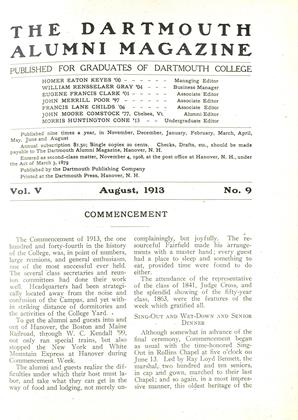 THE DARTMOUTH
ALUMNI MAGAZINE
PUBLISHED FOR GRADUATES OF DARTMOUTH COLLEGE
HOMER EATON KEYES '00 - - - - - Managing Editor
WILLIAM RENSSELAER GRAY '04 - - - Business Manager
EUGENE FRANCIS CLARK '01 - - - - Associate Editor
JOHN MERRILL POOR '97 - - - - Associate Editor
FRANCIS LANE CHILDS '06 - - - - Associate Editor
JOHN MOORE COMSTOCK '77, Chelsea, Vt. Alumni Editor
MORRIS HUNTINGTON CONE '13 - - Undergraduate Editor
Published nine times a year, in November, December, January, February, March, April,
May, June and August
Annual subscription $1.50; Single copies 20 cents. Checks, Drafts, etc., should be made
payable to The Dartmouth Alumni Magazine, Hanover, N. H.
Entered as second-class matter, November 4, 1908, at the post office at Hanover, N. H., under
the Act of March 3, 1879
Published by the Dartmouth Publishing Company
Printed at the Dartmouth Press, Hanover, N. H.
Vol. V August, 1913 No. 9
COMMENCEMENT
The Commencement of 1913, the one
hundred and forty-fourth in the history
of the College, was, in point of numbers,
largely reunions, and general enthusiasm,
one of the most successful ever held.
The several class secretaries and reun-
ion committees had done their work
well. Headquarters had been strategi-
cally located away from the noise and
confusion of the Campus, and yet with-
in striking distance of dormitories and
the activities of the College Yard.
To get the alumni and guests into and
out of Hanover, the Boston and Maine
Railroad, through W. C. Kendall '99,
not only ran special trains, but also
stopped the New York and White
Mountain Express at Hanover during
Commencement Week.
The alumni and guests realize the dif-
ficulties under which their host must la-
bor, and take what they can get in the
way of food and lodging, not merely un-
complainingly, but joyfully. The re-
sourceful Fairfield made his arrange-
ments with a master hand; every guest
had a place to sleep and something to
eat, provided time were found to do
either.
The attendance of the representative
of the class of 1841, Judge Cross, and
the splendid showing of the fifty-year
class, 1863, were features of the week
which gratified all.
SING-OUT AND WET-DOWN AND SENIOR
DINNER
Although somewhat in advance of the
final ceremony, Commencement began
as usual with the time-honored Sing-
Out in Rollins Chapel at five o'clock on
June 11. Led by Ray Loyd Bennett, the
marshal, two hundred and ten seniors,
in cap and gown, marched to their last
Chapel; and so again, in a most impres-
sive manner, this oldest heritage of the